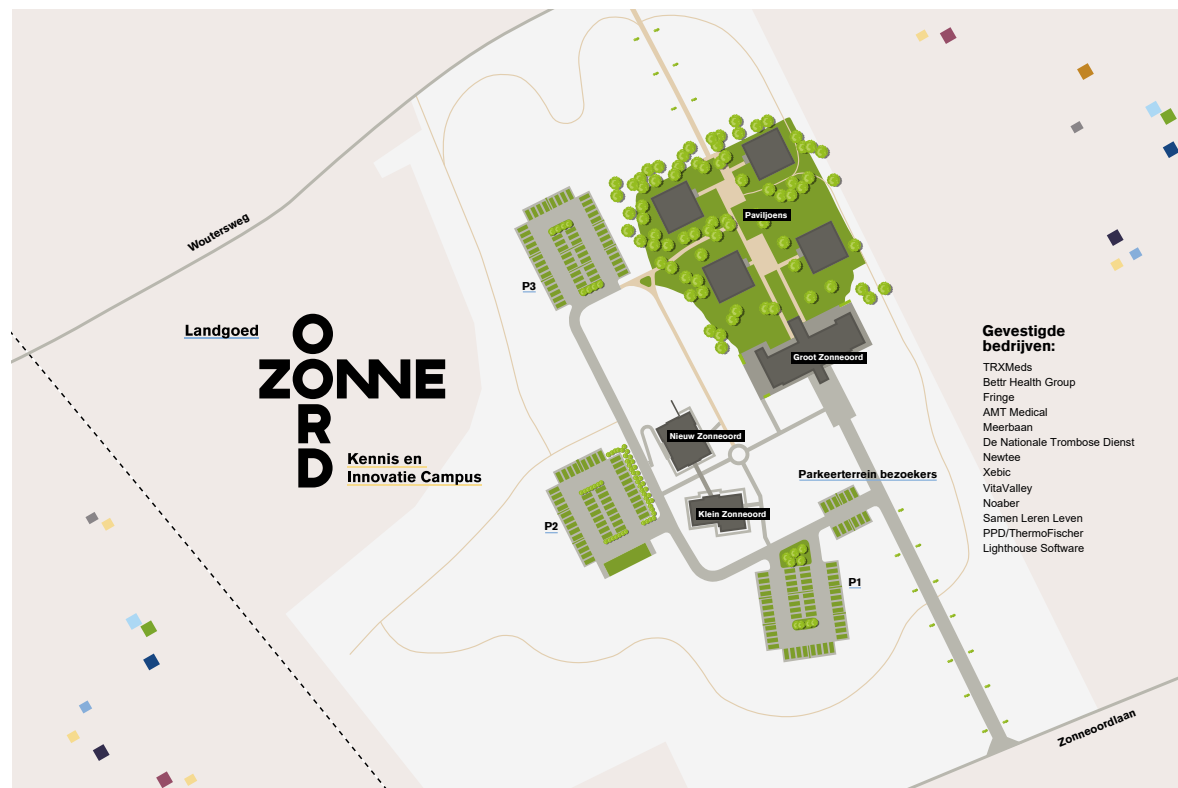 Woutersweg
Landgoed
ZONNE
OORD
Kennis en
Innovatie Campus
P3
Paviljoens
Groot Zonneoord
Nieuw Zonneoord
Parkeerterrein bezoekers
Klein Zonneoord
P2
P1
Zonneoordlaan
Gevestigde
bedrijven:
TRXMeds
Bettr Health Group
Fringe
AMT Medical
Meerbaan
De Nationale Trombose Dienst
Newtee
Xebic
VitaValley
Noaber
Samen Leren Leven
PPD/ThermoFischer
Lighthouse Software